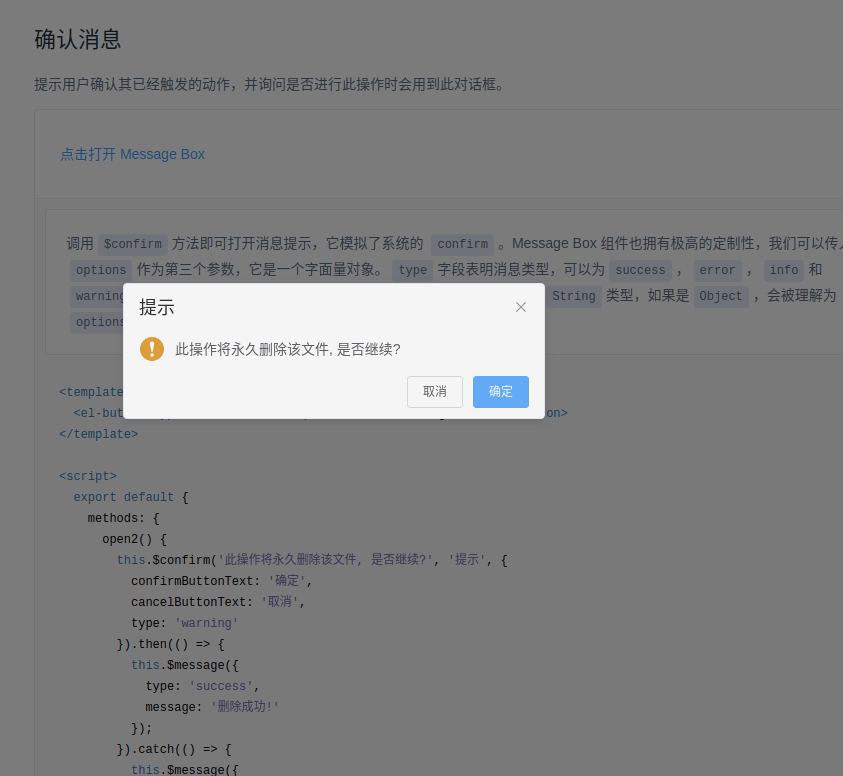 确认消息
提示用户确认其已经触发的动作，并询问是否进行此操作时会用到此对话框。
点击打开 Message Box
调用 $confirm 方法即可打开消息提示，它模拟了系统的 confirm 。Message Box 组件也拥有极高的定制性，我们可以传入
options 作为第三个参数，它是一个字面量对象。 type 字段表明消息类型，可以为 success ， error ， info 和
warning String 类型，如果是 Object ，会被理解为
options
提示
此操作将永久删除该文件, 是否继续?
取消 确定
<template
<el-but on>
</template>
<script>
export default {
methods: {
open2() {
this.$confirm('此操作将永久删除该文件, 是否继续?', '提示', {
confirmButtonText: '确定',
cancelButtonText: '取消',
type: 'warning'
}).then(() => {
this.$message({
type: 'success',
message: '删除成功!'
});
}).catch(() => {
this.$message({